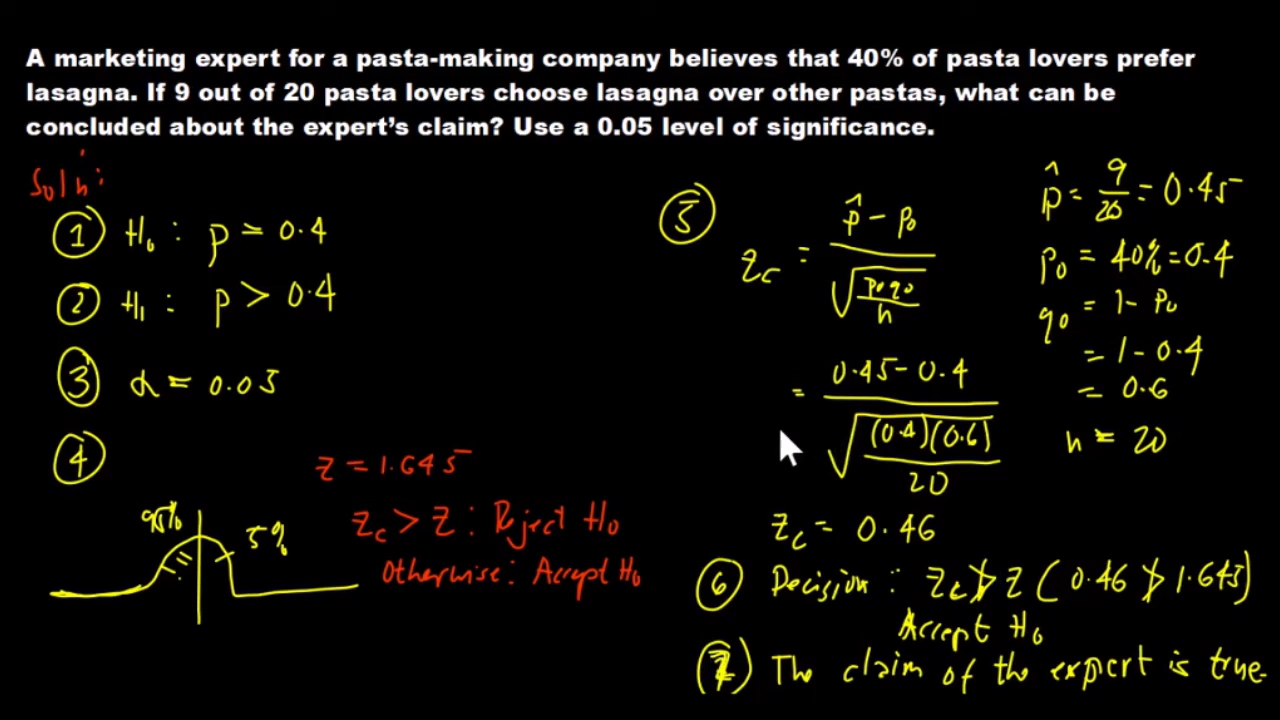 A marketing expert for a pasta-making company believes that 40% of pasta lovers prefer
lasagna. If 9 out of 20 pasta lovers choose lasagna over other pastas, what can be
concluded about the expert's claim? Use a 0.05 level of significance.
Sol'n:
① H₀ : p = 0.4
② H₁ : p > 0.4
③ α = 0.05
④
95%
5%
z = 1.645
Zc > Z : Reject H₀
Otherwise : Accept H₀
⑤
Zc = (p̂ - p₀) / √(p₀q₀/n)
= (0.45 - 0.4) / √((0.4)(0.6)/20)
Zc = 0.46
p̂ = 9/20 = 0.45
p₀ = 40% = 0.4
q₀ = 1 - p₀
= 1 - 0.4
= 0.6
n = 20
⑥ Decision : Zc ≯ Z (0.46 ≯ 1.645)
Accept H₀
⑦ The claim of the expert is true.